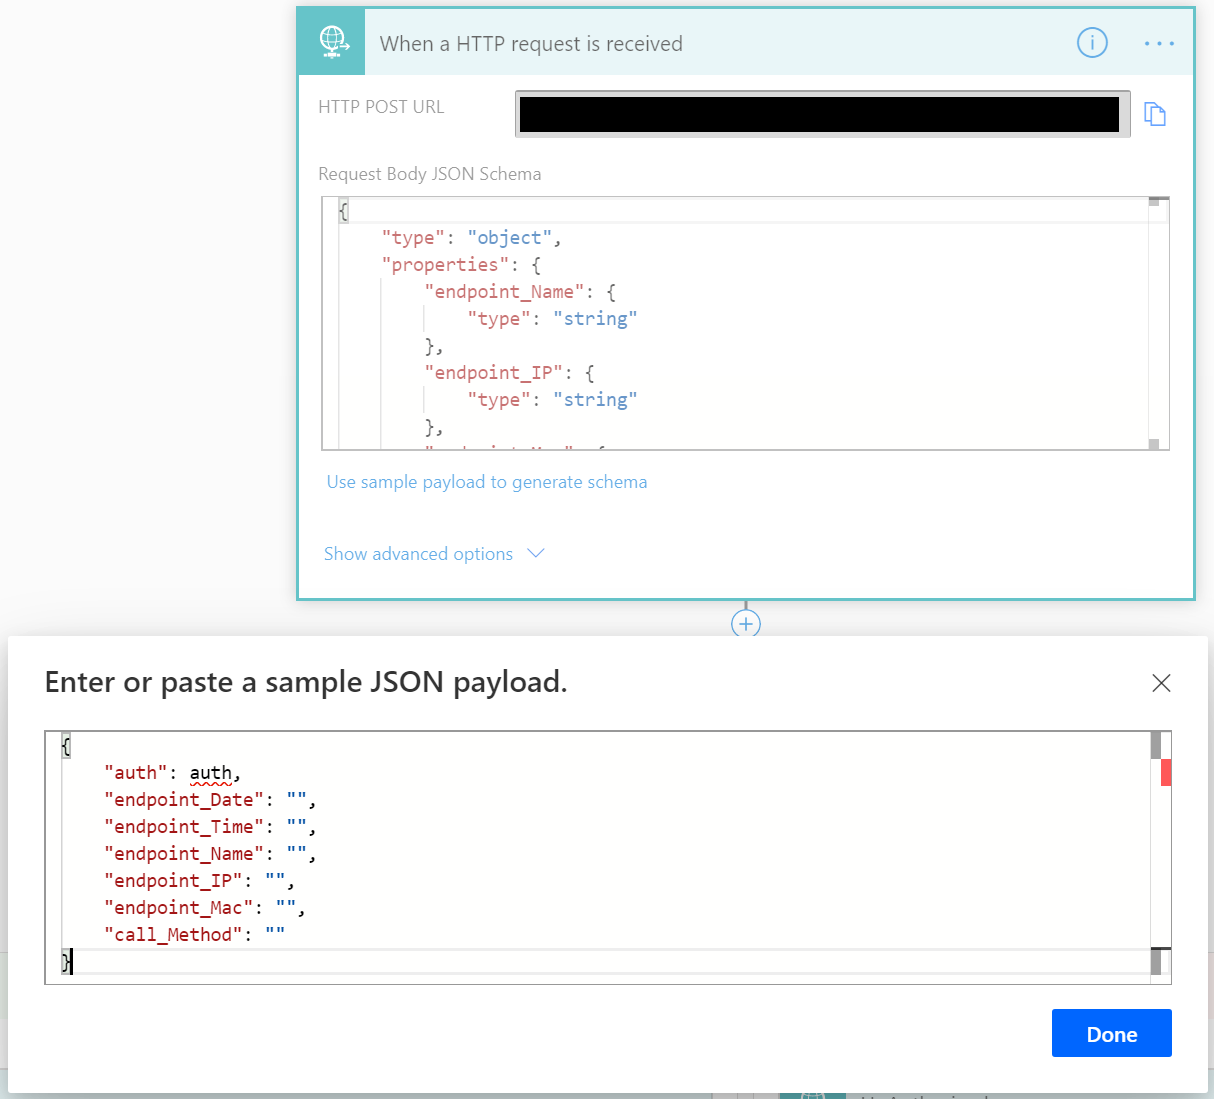 When a HTTP request is received
HTTP POST URL
Request Body JSON Schema
{
"type": "object",
"properties": {
"endpoint_Name": {
"type": "string"
},
"endpoint_IP": {
"type": "string"
},
Use sample payload to generate schema
Show advanced options
Enter or paste a sample JSON payload.
{
"auth": auth,
"endpoint_Date": "",
"endpoint_Time": "",
"endpoint_Name": "",
"endpoint_IP": "",
"endpoint_Mac": "",
"call_Method": ""
}
Done